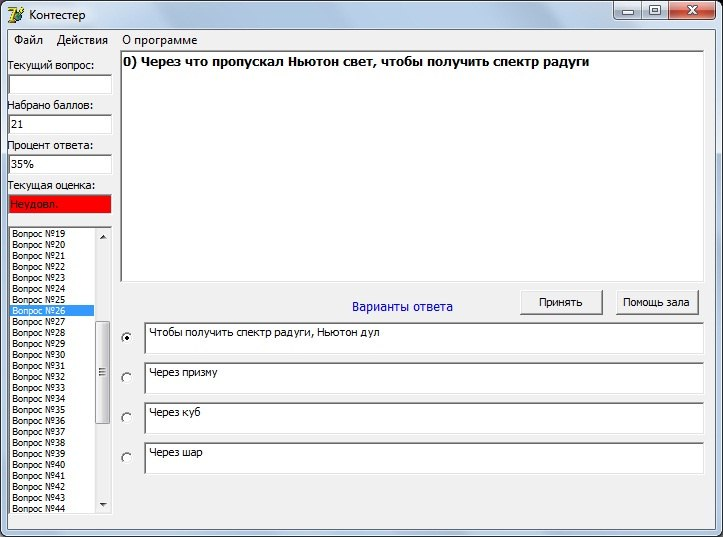 Контестер
Файл Действия О программе
Текущий вопрос:
Набрано баллов:
21
Процент ответа:
35%
Текущая оценка:
Неудовл.
Вопрос №19
Вопрос №20
Вопрос №21
Вопрос №22
Вопрос №23
Вопрос №24
Вопрос №25
Вопрос №26
Вопрос №27
Вопрос №28
Вопрос №29
Вопрос №30
Вопрос №31
Вопрос №32
Вопрос №33
Вопрос №34
Вопрос №35
Вопрос №36
Вопрос №37
Вопрос №38
Вопрос №39
Вопрос №40
Вопрос №41
Вопрос №42
Вопрос №43
Вопрос №44
0) Через что пропускал Ньютон свет, чтобы получить спектр радуги
Варианты ответа
Принять
Помощь зала
Чтобы получить спектр радуги, Ньютон дул
Через призму
Через куб
Через шар